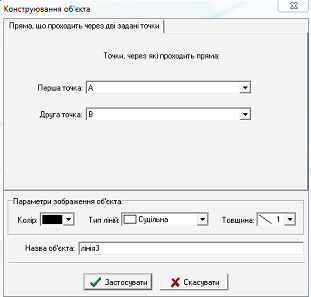 Конструювання об'єкта
Пряма, що проходить через дві задані точки
Точки, через які проходить пряма:
Перша точка: A
Друга точка: B
Параметри зображення об'єкта:
Колір: Тип лінії: Суцільна Товщина: 1
Назва об'єкта: лінія3
Застосувати Скасувати